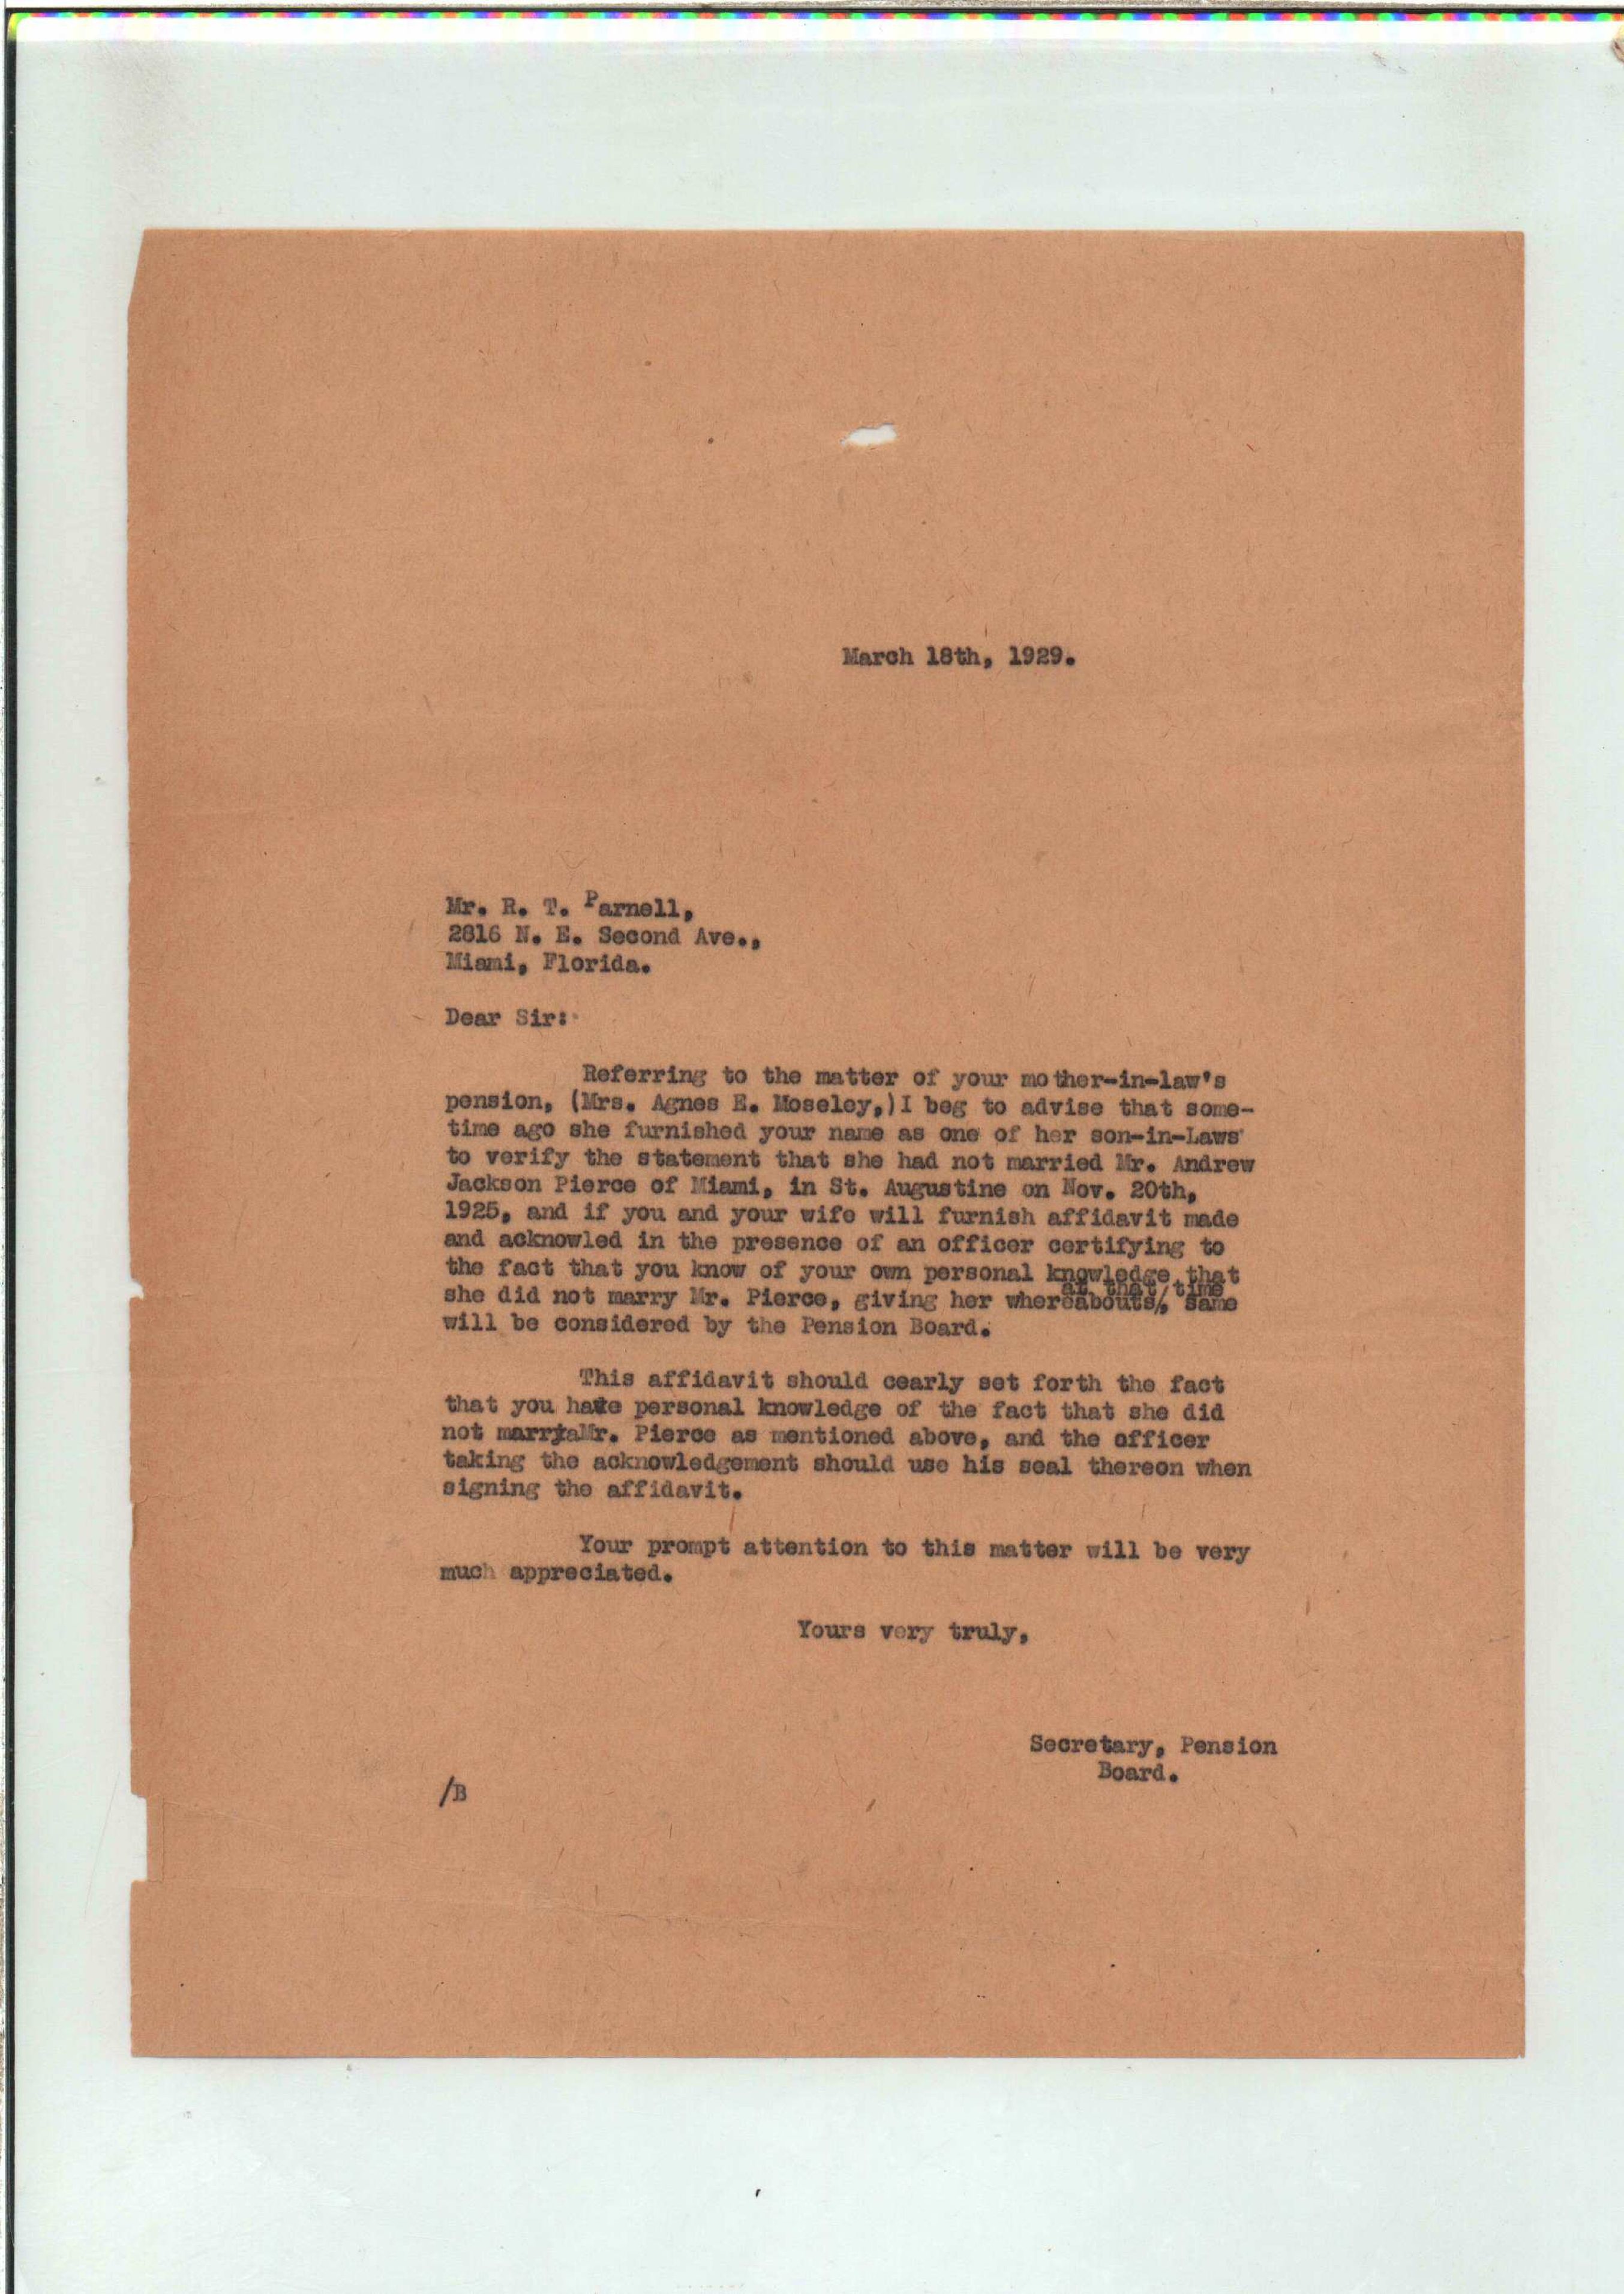 March 18th, 1929.
Mr. R. T. Parnell,
2816 N. E. Second Ave.,
Miami, Florida.
Dear Sir:
Referring to the matter of your mother-in-law's
pension, (Mrs. Agnes E. Moseley,) I beg to advise that some-
time ago she furnished your name as one of her son-in-Laws
to verify the statement that she had not married Mr. Andrew
Jackson Pierce of Miami, in St. Augustine on Nov. 20th,
1925, and if you and your wife will furnish affidavit made
and acknowled in the presence of an officer certifying to
the fact that you know of your own personal knowledge that
at that time
she did not marry Mr. Pierce, giving her whereabouts/, same
will be considered by the Pension Board.
This affidavit should cearly set forth the fact
that you have personal knowledge of the fact that she did
not marry Mr. Pierce as mentioned above, and the officer
taking the acknowledgement should use his seal thereon when
signing the affidavit.
Your prompt attention to this matter will be very
much appreciated.
Yours very truly,
Secretary, Pension
Board.
/B